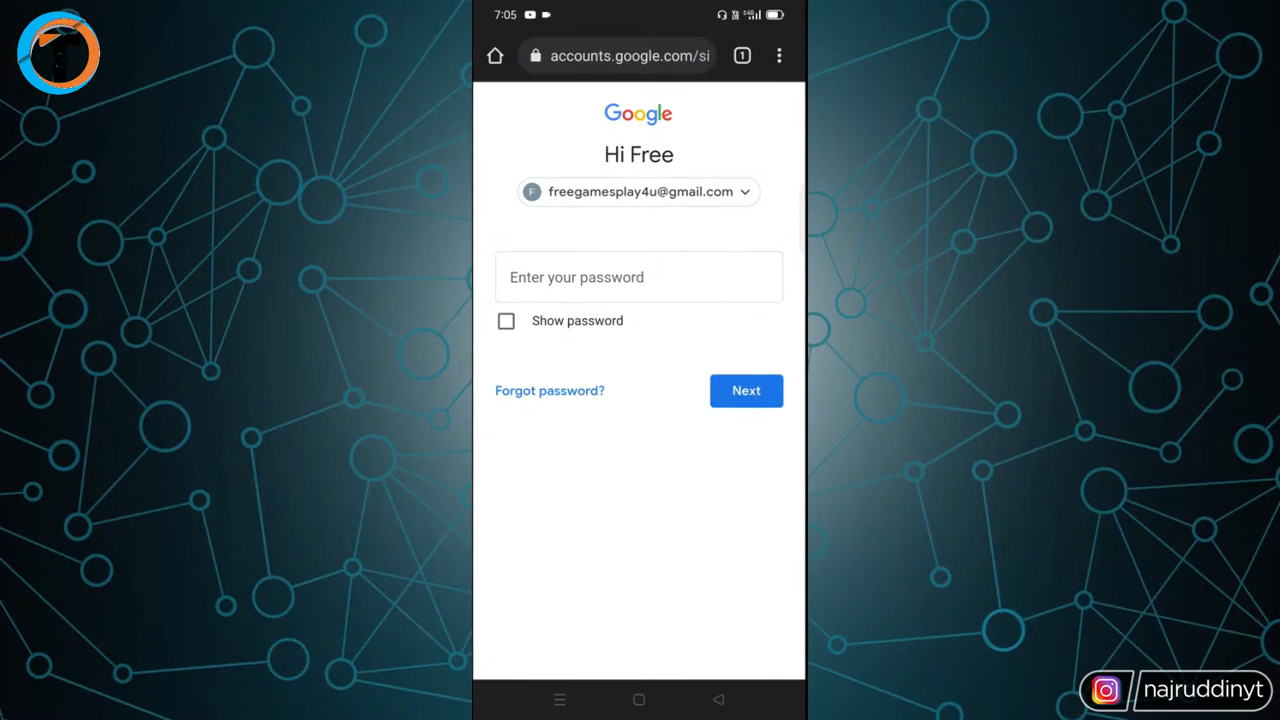 7:05
accounts.google.com/si
1
Google
Hi Free
F
freegamesplay4u@gmail.com
Enter your password
Show password
Forgot password?
Next
najruddinyt